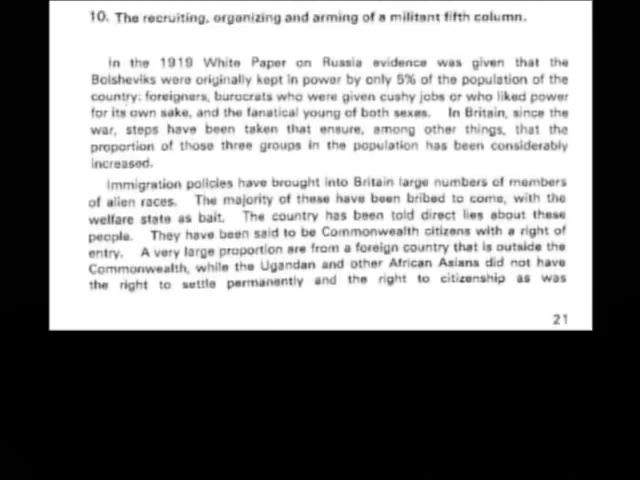 10. The recruiting, organizing and arming of a militant fifth column.
In the 1919 White Paper on Russia evidence was given that the
Bolsheviks were originally kept in power by only 5% of the population of the
country: foreigners, burocrats who were given cushy jobs or who liked power
for its own sake, and the fanatical young of both sexes. In Britain, since the
war, steps have been taken that ensure, among other things, that the
proportion of those three groups in the population has been considerably
increased.
Immigration policies have brought into Britain large numbers of members
of alien races. The majority of these have been bribed to come, with the
welfare state as bait. The country has been told direct lies about these
people. They have been said to be Commonwealth citizens with a right of
entry. A very large proportion are from a foreign country that is outside the
Commonwealth, while the Ugandan and other African Asians did not have
the right to settle permanently and the right to citizenship as was
21